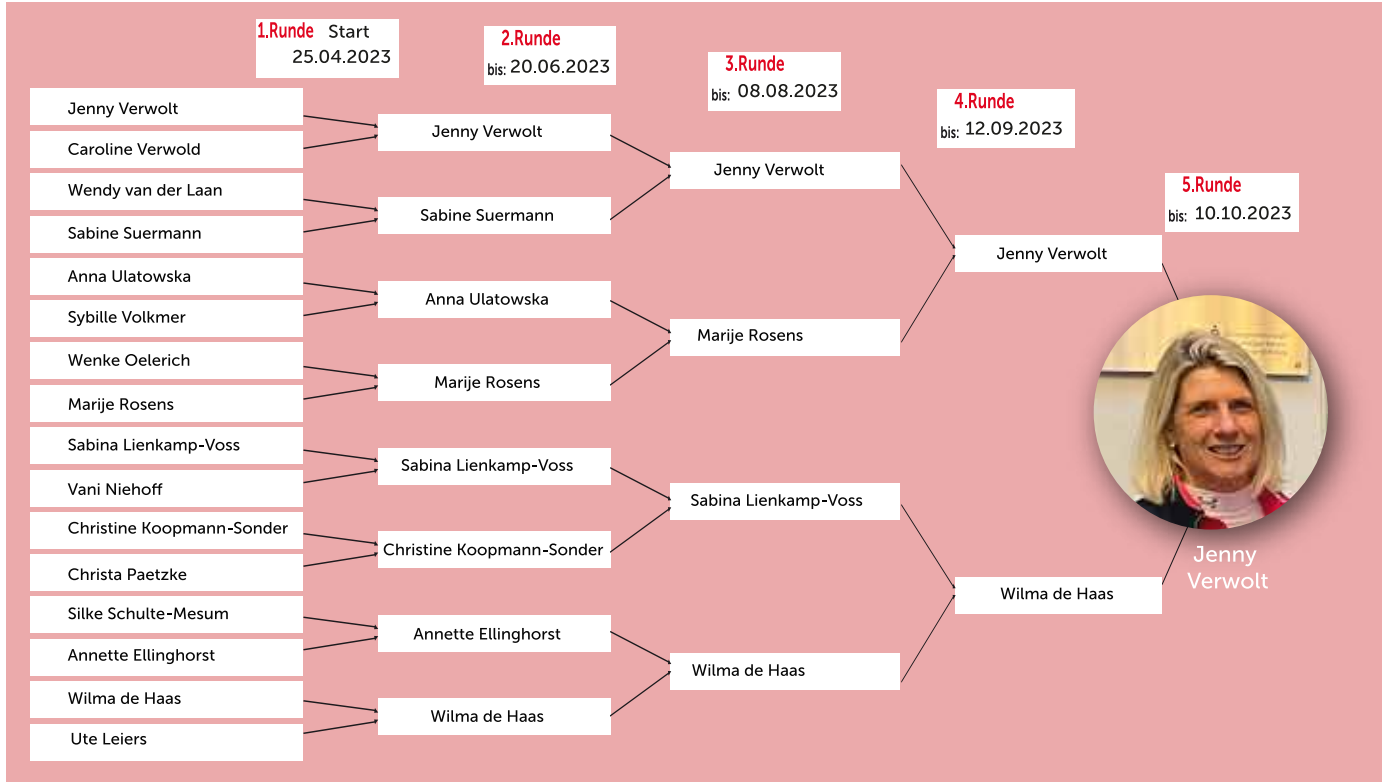 1.Runde Start
25.04.2023
2.Runde
bis: 20.06.2023
3.Runde
bis: 08.08.2023
4.Runde
bis: 12.09.2023
5.Runde
bis: 10.10.2023
Jenny Verwolt
Caroline Verwold
Wendy van der Laan
Sabine Suermann
Anna Ulatowska
Sybille Volkmer
Wenke Oelerich
Marije Rosens
Sabina Lienkamp-Voss
Vani Niehoff
Christine Koopmann-Sonder
Christa Paetzke
Silke Schulte-Mesum
Annette Ellinghorst
Wilma de Haas
Ute Leiers
Jenny Verwolt
Sabine Suermann
Anna Ulatowska
Marije Rosens
Sabina Lienkamp-Voss
Christine Koopmann-Sonder
Annette Ellinghorst
Wilma de Haas
Jenny Verwolt
Marije Rosens
Sabina Lienkamp-Voss
Wilma de Haas
Jenny Verwolt
Wilma de Haas
Jenny
Verwolt